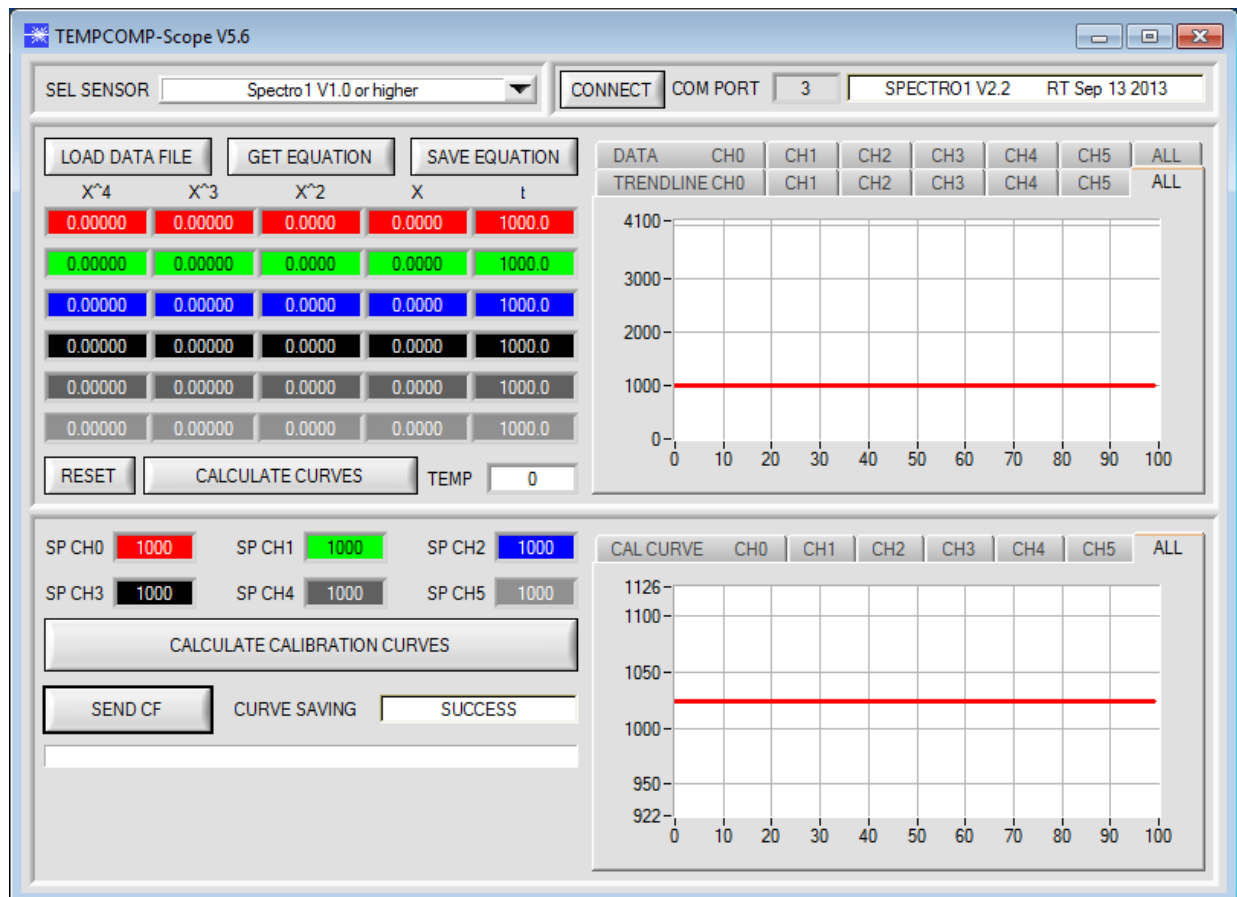 TEMPCOMP-Scope V5.6
SEL SENSOR Spectro1 V1.0 or higher CONNECT COM PORT 3 SPECTRO1 V2.2 RT Sep 13 2013
LOAD DATA FILE GET EQUATION SAVE EQUATION
X^4 X^3 X^2 X t
0.00000 0.00000 0.0000 0.0000 1000.0
0.00000 0.00000 0.0000 0.0000 1000.0
0.00000 0.00000 0.0000 0.0000 1000.0
0.00000 0.00000 0.0000 0.0000 1000.0
0.00000 0.00000 0.0000 0.0000 1000.0
0.00000 0.00000 0.0000 0.0000 1000.0
RESET CALCULATE CURVES TEMP 0
DATA CH0 CH1 CH2 CH3 CH4 CH5 ALL
TRENDLINE CH0 CH1 CH2 CH3 CH4 CH5 ALL
4100
3000
2000
1000
0
0 10 20 30 40 50 60 70 80 90 100
SP CH0 1000 SP CH1 1000 SP CH2 1000
SP CH3 1000 SP CH4 1000 SP CH5 1000
CALCULATE CALIBRATION CURVES
SEND CF CURVE SAVING SUCCESS
CAL CURVE CH0 CH1 CH2 CH3 CH4 CH5 ALL
1126
1100
1050
1000
950
922
0 10 20 30 40 50 60 70 80 90 100